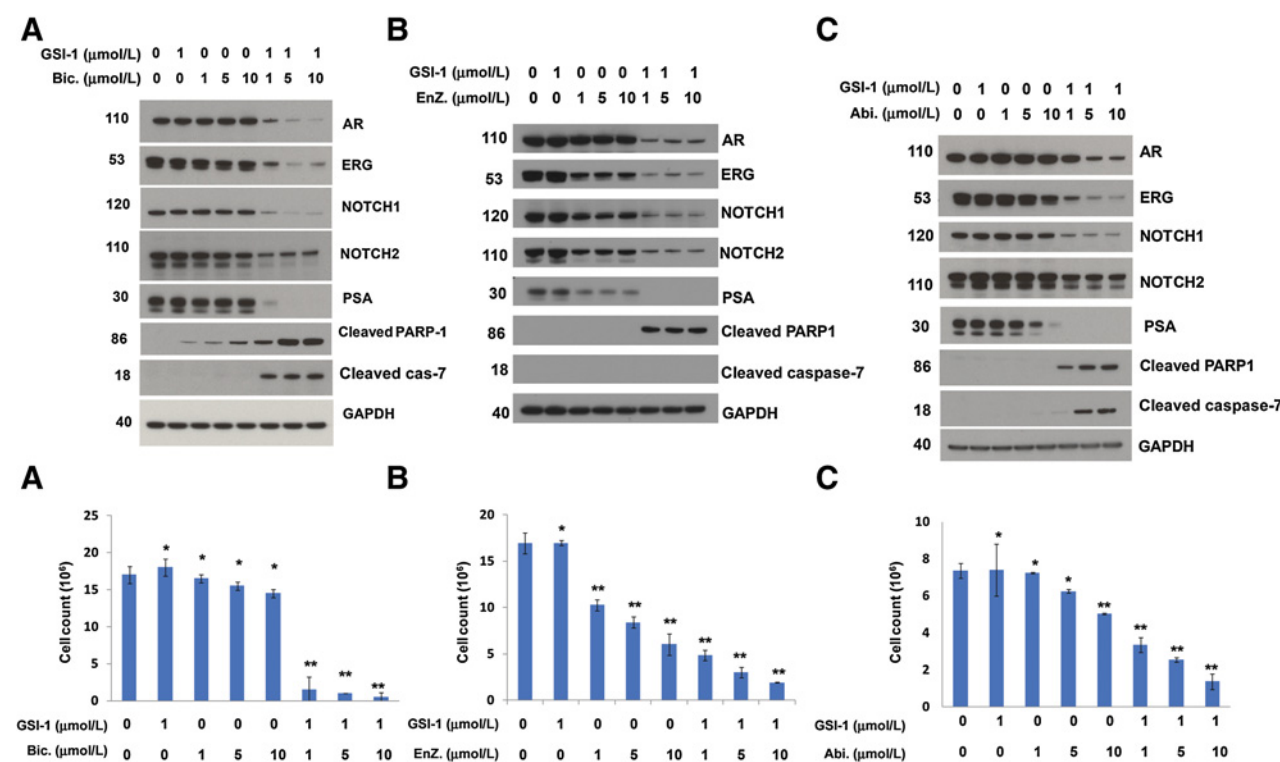 A
GSI-1 (μmol/L) 0 1 0 0 0 1 1 1
Bic. (μmol/L) 0 0 1 5 10 1 5 10
110 AR
53 ERG
120 NOTCH1
110 NOTCH2
30 PSA
86 Cleaved PARP-1
18 Cleaved cas-7
40 GAPDH
B
GSI-1 (μmol/L) 0 1 0 0 0 1 1 1
EnZ. (μmol/L) 0 0 1 5 10 1 5 10
110 AR
53 ERG
120 NOTCH1
110 NOTCH2
30 PSA
86 Cleaved PARP1
18 Cleaved caspase-7
40 GAPDH
C
GSI-1 (μmol/L) 0 1 0 0 0 1 1 1
Abi. (μmol/L) 0 0 1 5 10 1 5 10
110 AR
53 ERG
120 NOTCH1
110 NOTCH2
30 PSA
86 Cleaved PARP1
18 Cleaved caspase-7
40 GAPDH
A
Cell count (10⁶)
25
20
15
10
5
0
* * * * ** ** **
GSI-1 (μmol/L) 0 1 0 0 0 1 1 1
Bic. (μmol/L) 0 0 1 5 10 1 5 10
B
Cell count (10⁶)
20
15
10
5
0
* ** ** ** ** ** **
GSI-1 (μmol/L) 0 1 0 0 0 1 1 1
EnZ. (μmol/L) 0 0 1 5 10 1 5 10
C
Cell count (10⁶)
10
8
6
4
2
0
* * * ** ** ** **
GSI-1 (μmol/L) 0 1 0 0 0 1 1 1
Abi. (μmol/L) 0 0 1 5 10 1 5 10